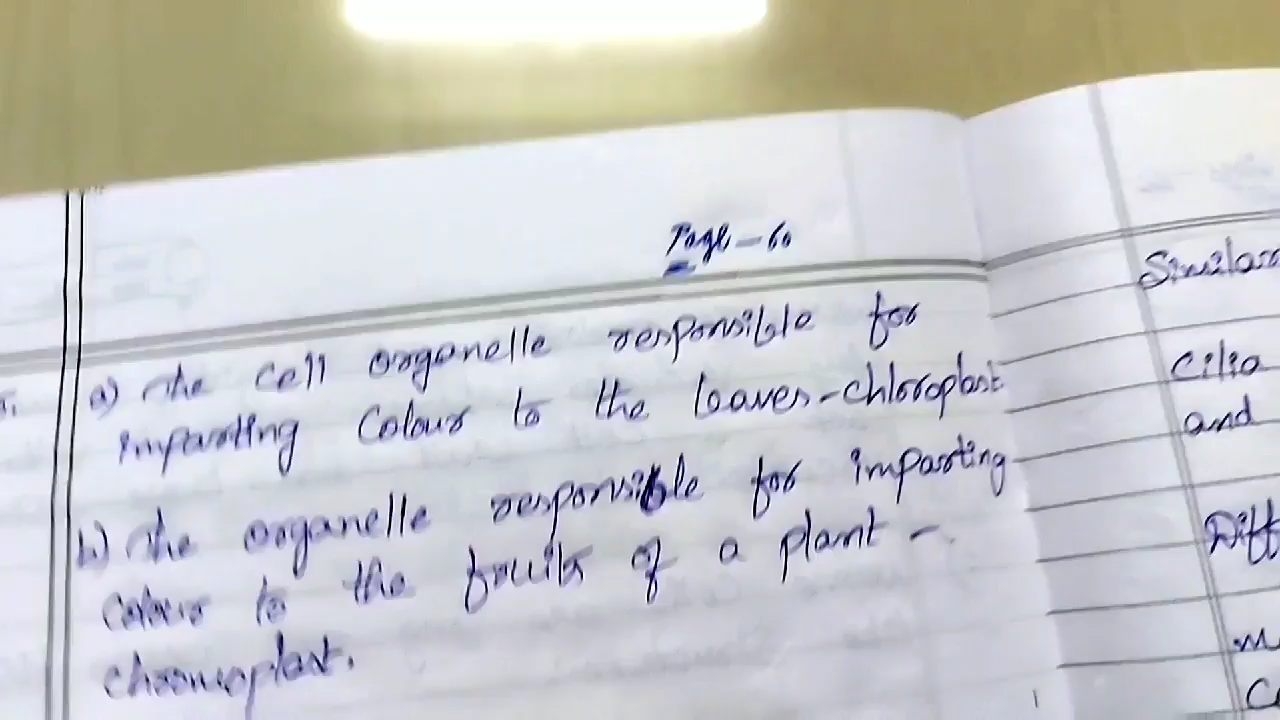 Page - 60
a) The cell organelle responsible for
imparting colour to the leaves - chloroplast
b) The organelle responsible for imparting
colour to the fruits of a plant -
chromoplast.
Similar
Cilia
and
Diff